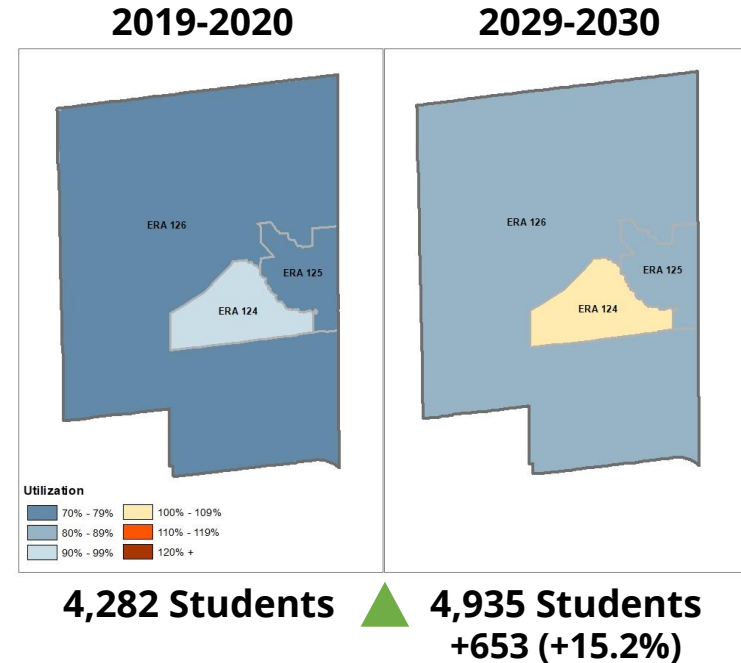 2019-2020
2029-2030
ERA 126
ERA 125
ERA 124
ERA 126
ERA 125
ERA 124
Utilization
70% - 79%
80% - 89%
90% - 99%
100% - 109%
110% - 119%
120% +
4,282 Students
4,935 Students
+653 (+15.2%)